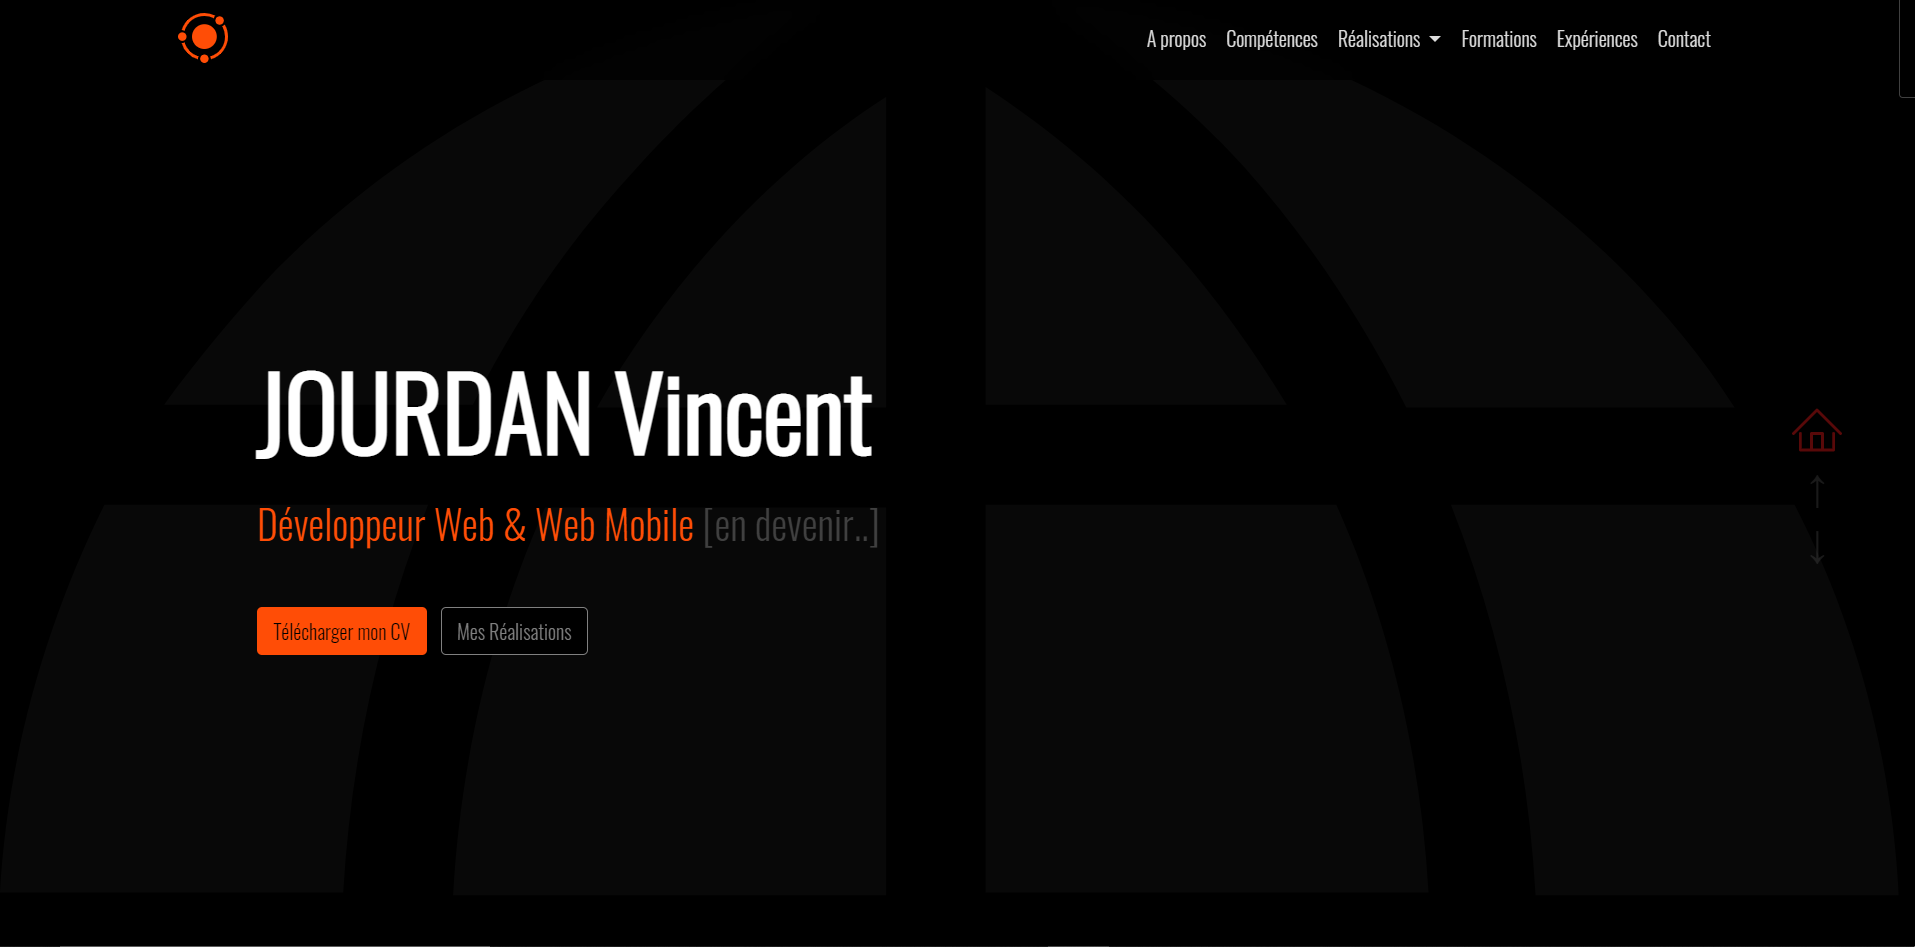 A propos Compétences Réalisations Formations Expériences Contact
JOURDAN Vincent
Développeur Web & Web Mobile [en devenir..]
Télécharger mon CV Mes Réalisations